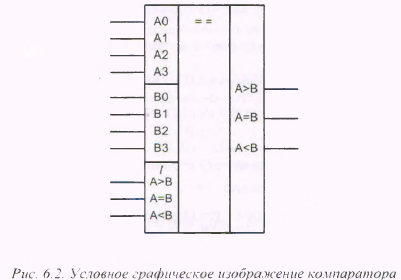 A0 ==
A1
A2
A3
B0
B1
B2
B3
I
A>B
A=B
A<B
A>B
A=B
A<B
Рис. 6.2. Условное графическое изображение компаратора